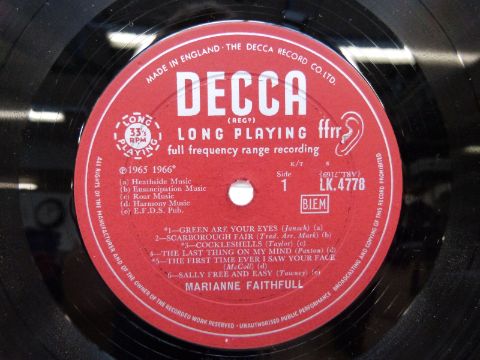 MADE IN ENGLAND · THE DECCA RECORD CO. LTD.
DECCA
(REGD)
LONG PLAYING
ffrr
full frequency range recording
LONG PLAYING
33⅓
RPM
K/T
℗1965 1966*
Side
1
(ARL.7169)
LK.4778
BIEM
(a) Heathside Music
(b) Emancipation Music
(c) Roar Music
(d) Harmony Music
(e) E.F.D.S. Pub.
*1—GREEN ARE YOUR EYES (Jansch) (a)
2—SCARBOROUGH FAIR (Trad. Arr. Mark) (b)
*3—COCKLESHELLS (Taylor) (c)
4—THE LAST THING ON MY MIND (Paxton) (d)
*5—THE FIRST TIME EVER I SAW YOUR FACE
(McColl) (d)
6—SALLY FREE AND EASY (Tawney) (e)
MARIANNE FAITHFULL
ALL RIGHTS OF THE MANUFACTURER AND OF THE OWNER OF THE RECORDED WORK RESERVED · UNAUTHORISED PUBLIC PERFORMANCE, BROADCASTING AND COPYING OF THIS RECORD PROHIBITED